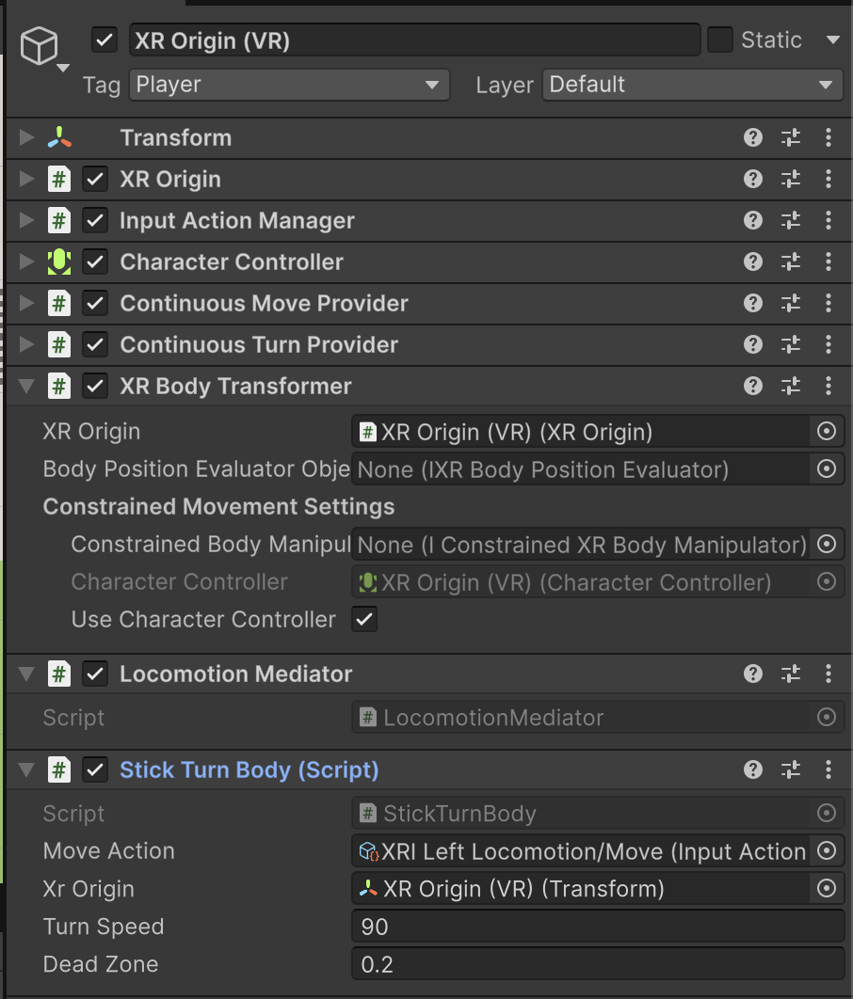 XR Origin (VR) Static
Tag Player Layer Default
Transform
# XR Origin
# Input Action Manager
Character Controller
# Continuous Move Provider
# Continuous Turn Provider
# XR Body Transformer
XR Origin # XR Origin (VR) (XR Origin)
Body Position Evaluator Obje None (IXR Body Position Evaluator)
Constrained Movement Settings
Constrained Body Manipul None (I Constrained XR Body Manipulator)
Character Controller XR Origin (VR) (Character Controller)
Use Character Controller
# Locomotion Mediator
Script # LocomotionMediator
# Stick Turn Body (Script)
Script # StickTurnBody
Move Action XRI Left Locomotion/Move (Input Action
Xr Origin XR Origin (VR) (Transform)
Turn Speed 90
Dead Zone 0.2